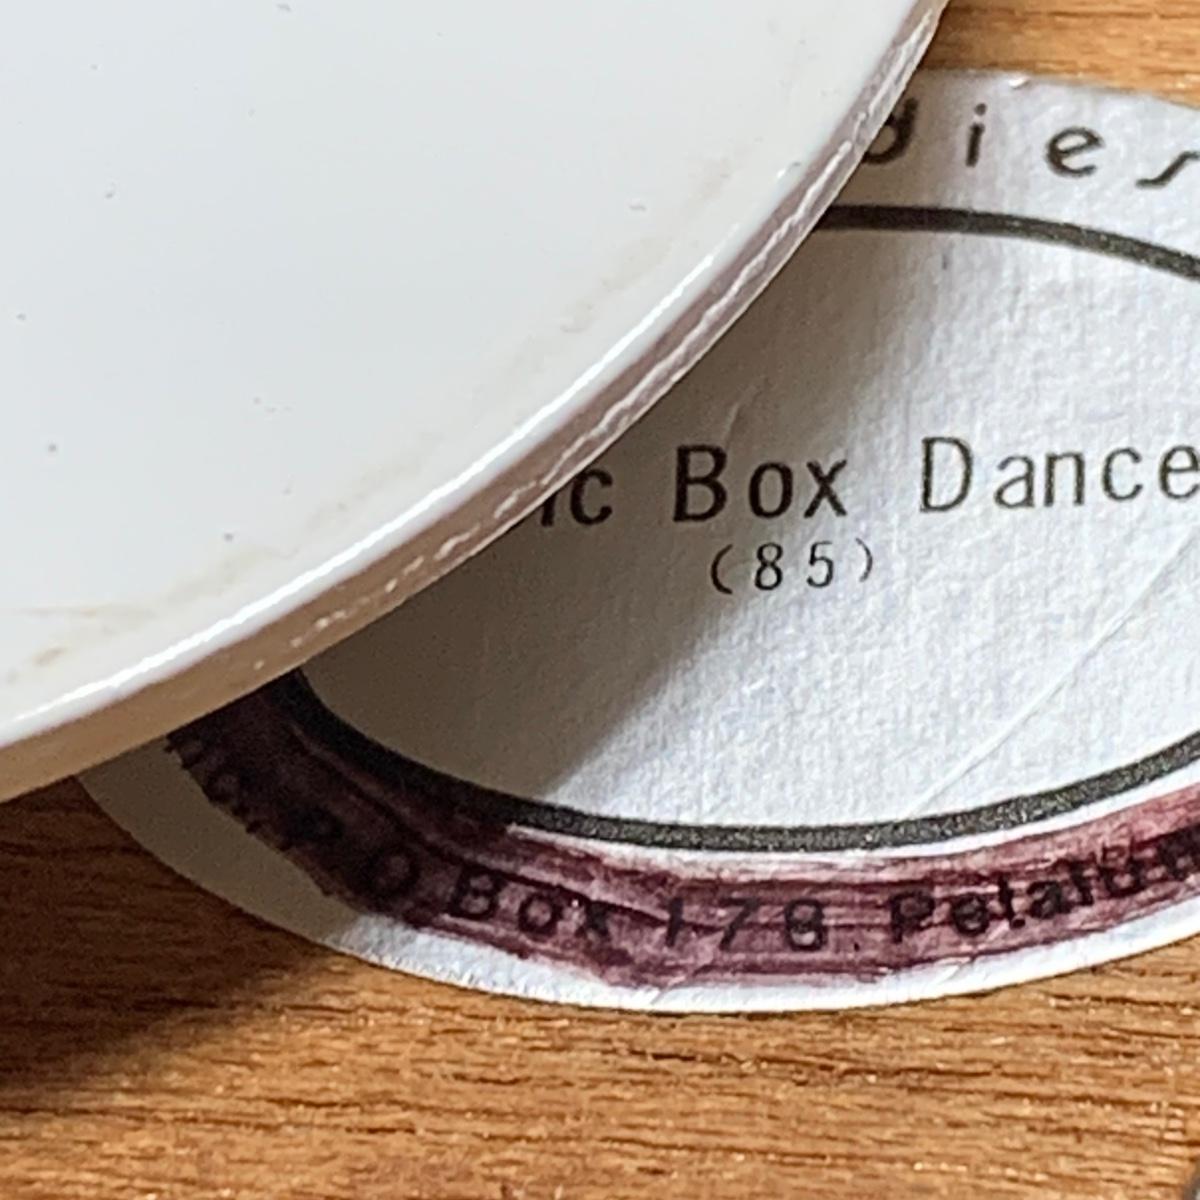 dies
ic Box Dance
(85)
P O Box 178. Petalu